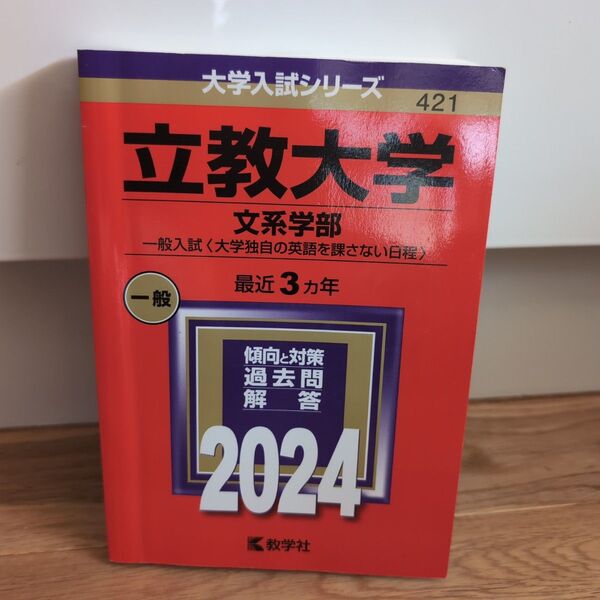 大学入試シリーズ
421
立教大学
文系学部
一般入試〈大学独自の英語を課さない日程〉
最近3ヵ年
一般
傾向と対策
過去問
解答
2024
教学社